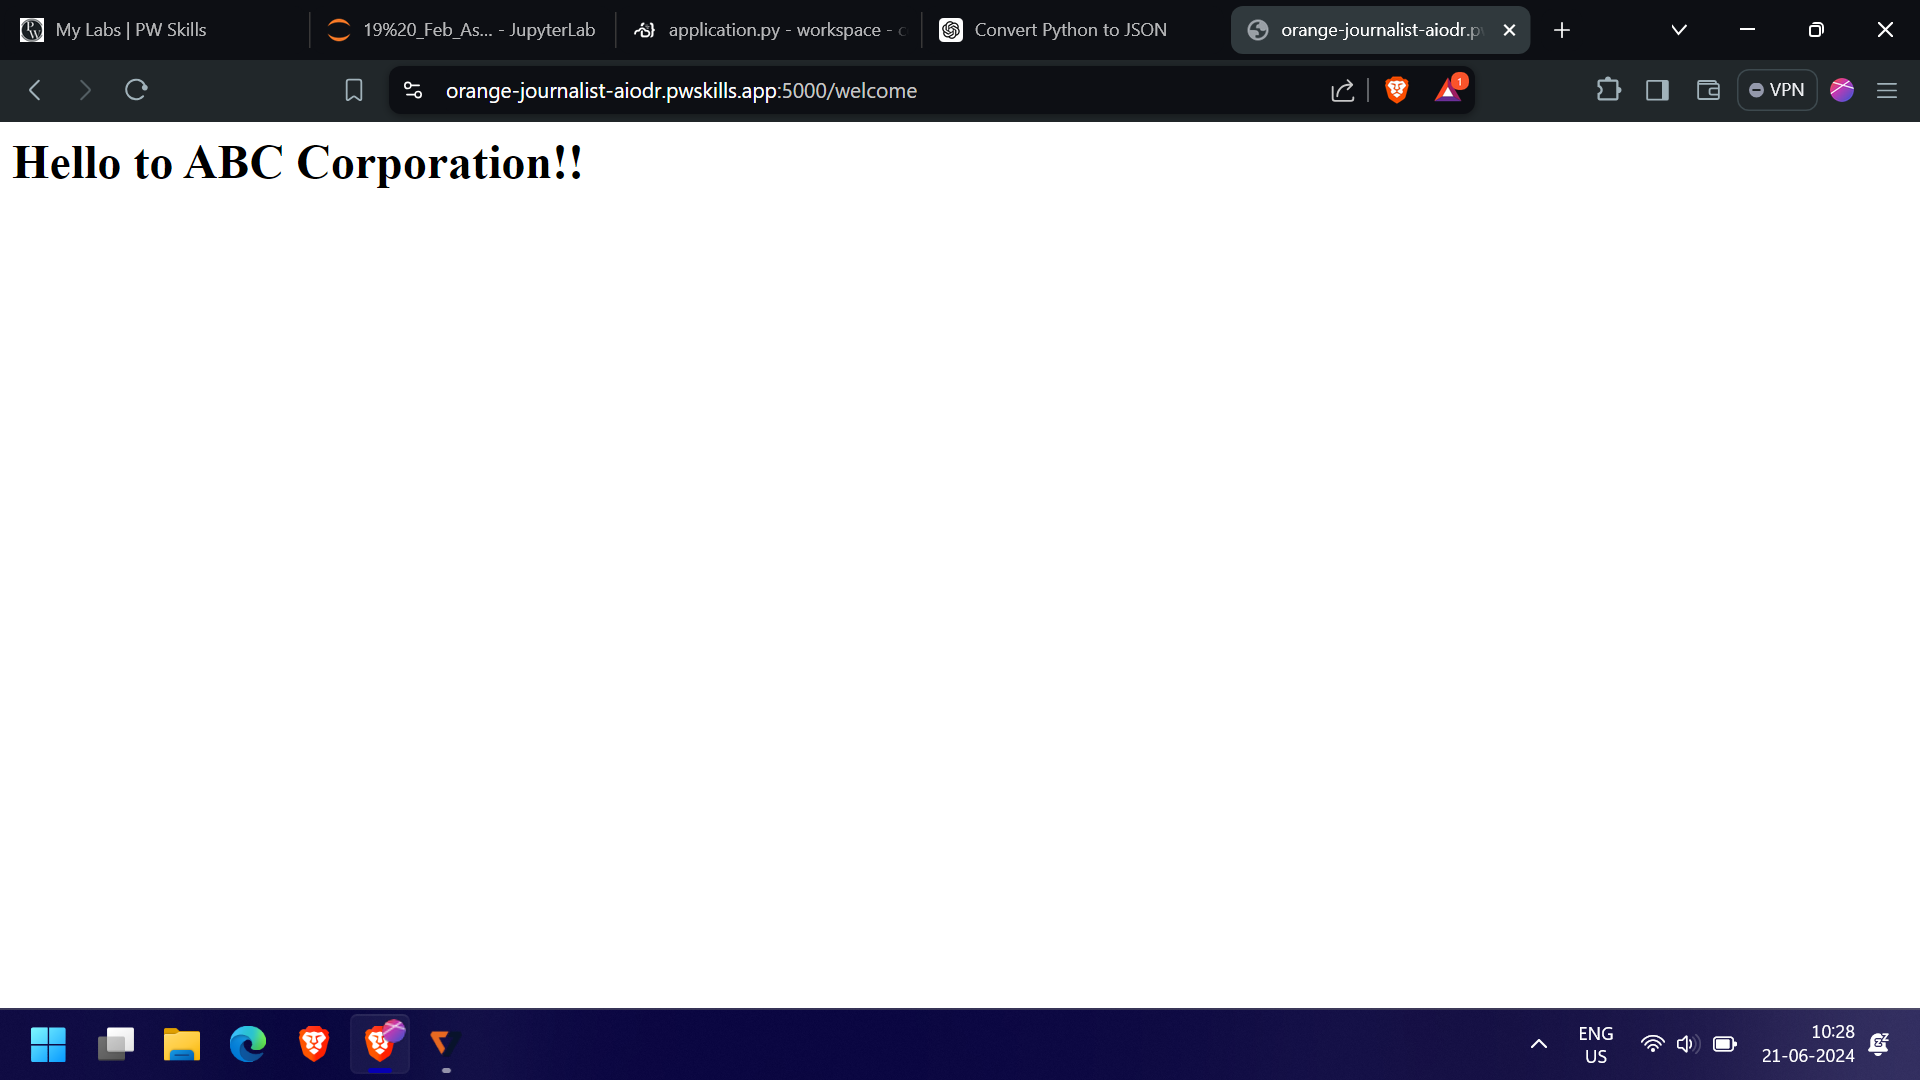 My Labs | PW Skills
19%20_Feb_As... - JupyterLab
application.py - workspace - c
Convert Python to JSON
orange-journalist-aiodr.p
orange-journalist-aiodr.pwskills.app:5000/welcome
1
VPN
Hello to ABC Corporation!!
ENG
US
10:28
21-06-2024